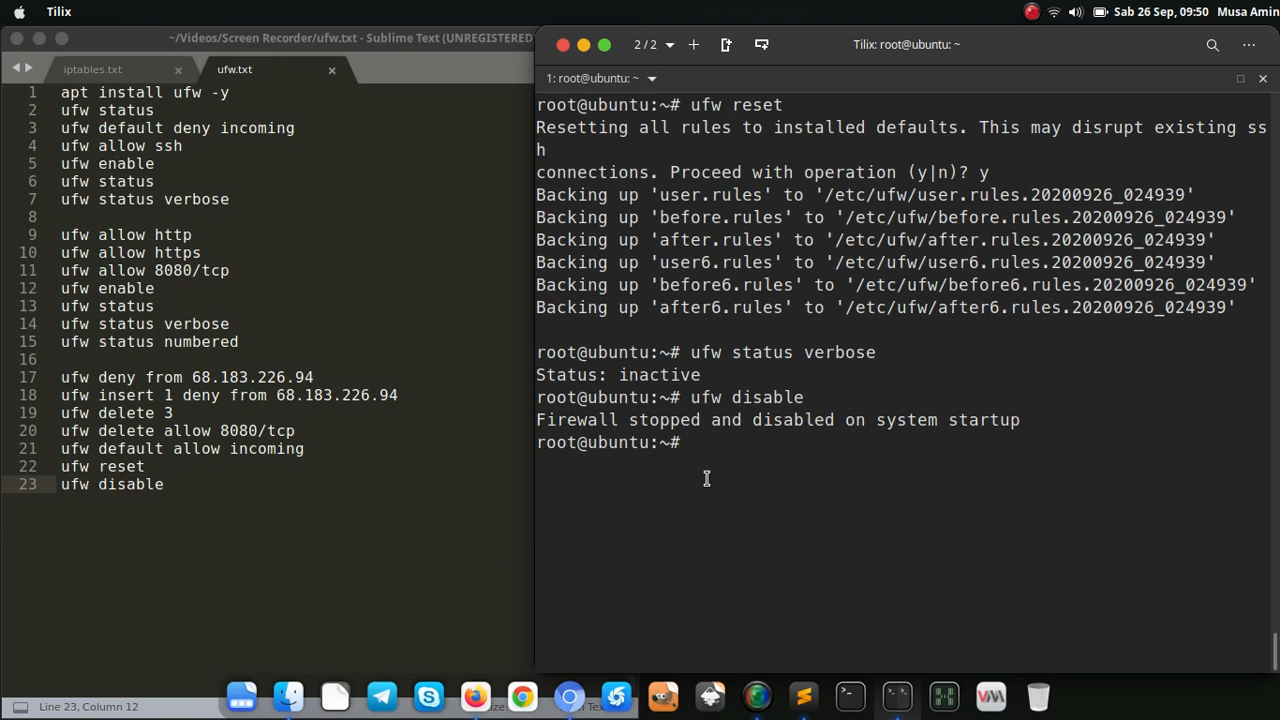 Tilix
Sab 26 Sep, 09:50 Musa Amin
~/Videos/Screen Recorder/ufw.txt - Sublime Text (UNREGISTERED
iptables.txt
ufw.txt
1 apt install ufw -y
2 ufw status
3 ufw default deny incoming
4 ufw allow ssh
5 ufw enable
6 ufw status
7 ufw status verbose
8
9 ufw allow http
10 ufw allow https
11 ufw allow 8080/tcp
12 ufw enable
13 ufw status
14 ufw status verbose
15 ufw status numbered
16
17 ufw deny from 68.183.226.94
18 ufw insert 1 deny from 68.183.226.94
19 ufw delete 3
20 ufw delete allow 8080/tcp
21 ufw default allow incoming
22 ufw reset
23 ufw disable
Line 23, Column 12
2/2
Tilix: root@ubuntu: ~
1: root@ubuntu: ~
root@ubuntu:~# ufw reset
Resetting all rules to installed defaults. This may disrupt existing ss
h
connections. Proceed with operation (y|n)? y
Backing up 'user.rules' to '/etc/ufw/user.rules.20200926_024939'
Backing up 'before.rules' to '/etc/ufw/before.rules.20200926_024939'
Backing up 'after.rules' to '/etc/ufw/after.rules.20200926_024939'
Backing up 'user6.rules' to '/etc/ufw/user6.rules.20200926_024939'
Backing up 'before6.rules' to '/etc/ufw/before6.rules.20200926_024939'
Backing up 'after6.rules' to '/etc/ufw/after6.rules.20200926_024939'
root@ubuntu:~# ufw status verbose
Status: inactive
root@ubuntu:~# ufw disable
Firewall stopped and disabled on system startup
root@ubuntu:~#